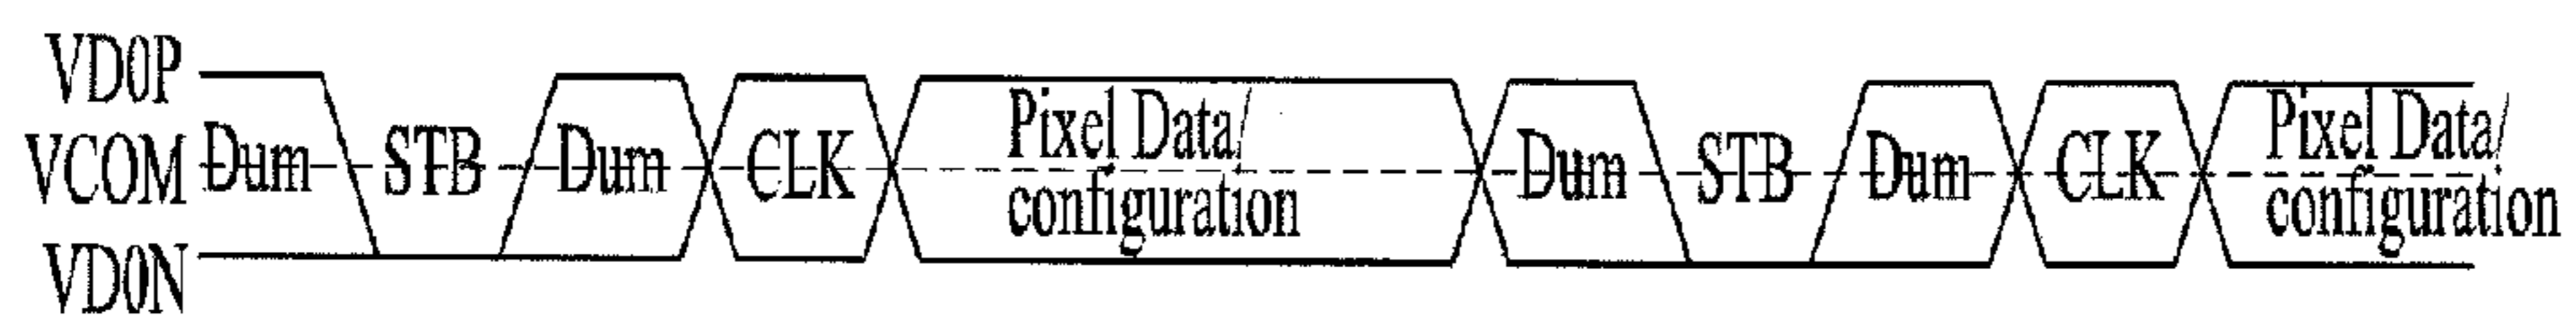 VD0P
VCOM
VD0N
Dum
STB
Dum
CLK
Pixel Data/
configuration
Dum
STB
Dum
CLK
Pixel Data/
configuration